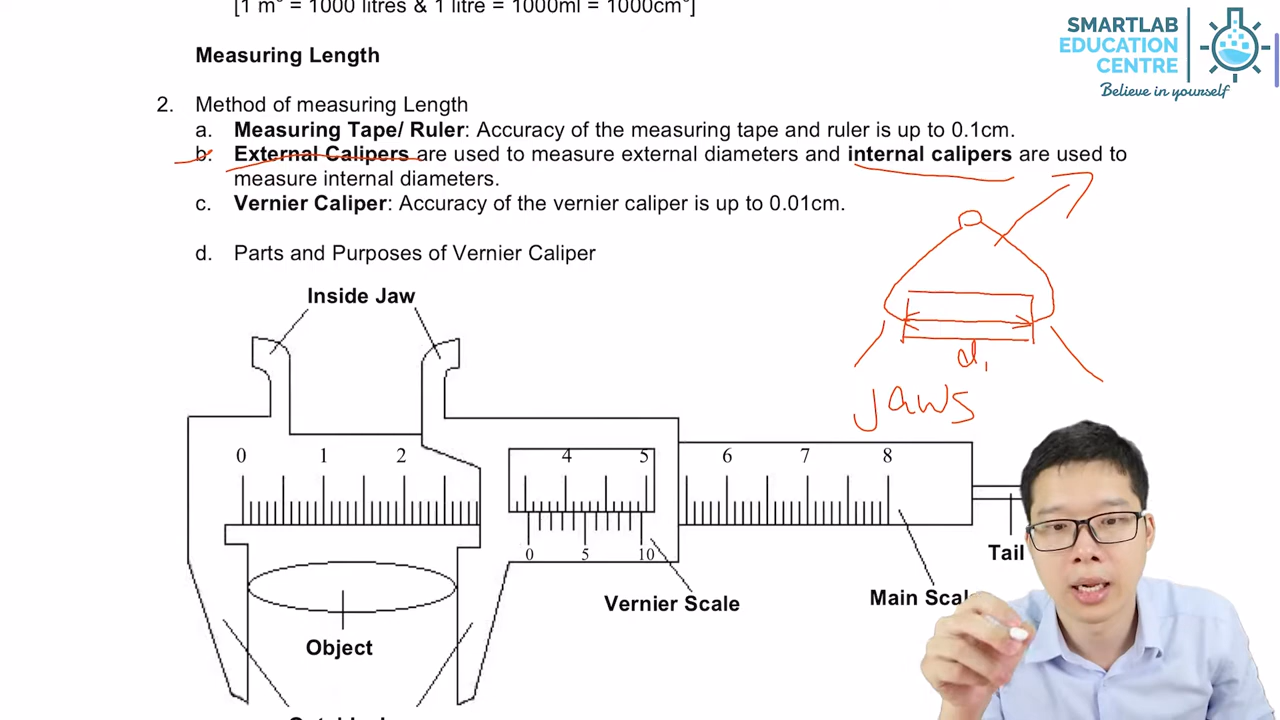 [1 m³ = 1000 litres & 1 litre = 1000ml = 1000cm³]
SMARTLAB
EDUCATION
CENTRE
Believe in yourself
Measuring Length
2. Method of measuring Length
a. Measuring Tape/ Ruler: Accuracy of the measuring tape and ruler is up to 0.1cm.
b. External Calipers are used to measure external diameters and internal calipers are used to
measure internal diameters.
c. Vernier Caliper: Accuracy of the vernier caliper is up to 0.01cm.
d. Parts and Purposes of Vernier Caliper
Inside Jaw
d,
Jaws
0 1 2 4 5 6 7 8
0 5 10
Tail
Vernier Scale
Main Scal
Object